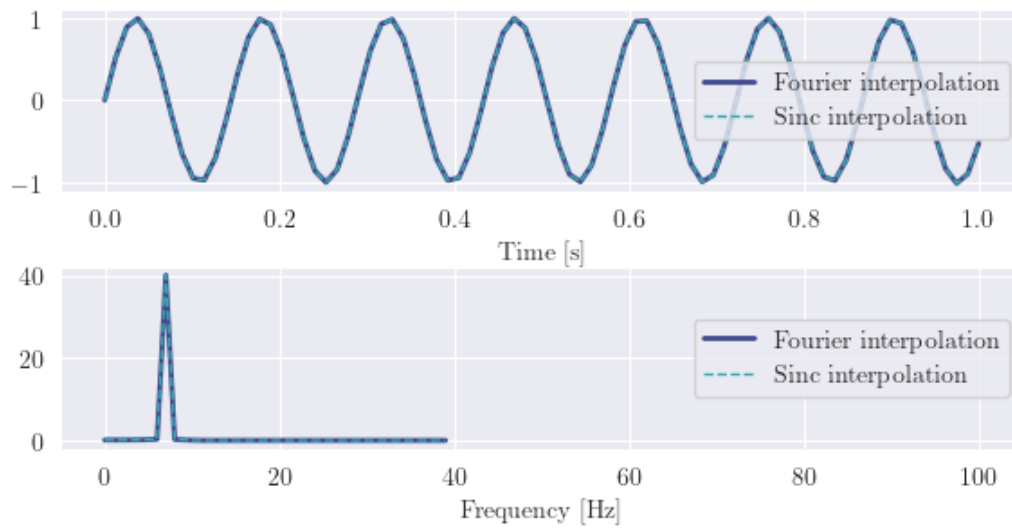 1
0
−1
Fourier interpolation
Sinc interpolation
0.0 0.2 0.4 0.6 0.8 1.0
Time [s]
40
20
0
Fourier interpolation
Sinc interpolation
0 20 40 60 80 100
Frequency [Hz]